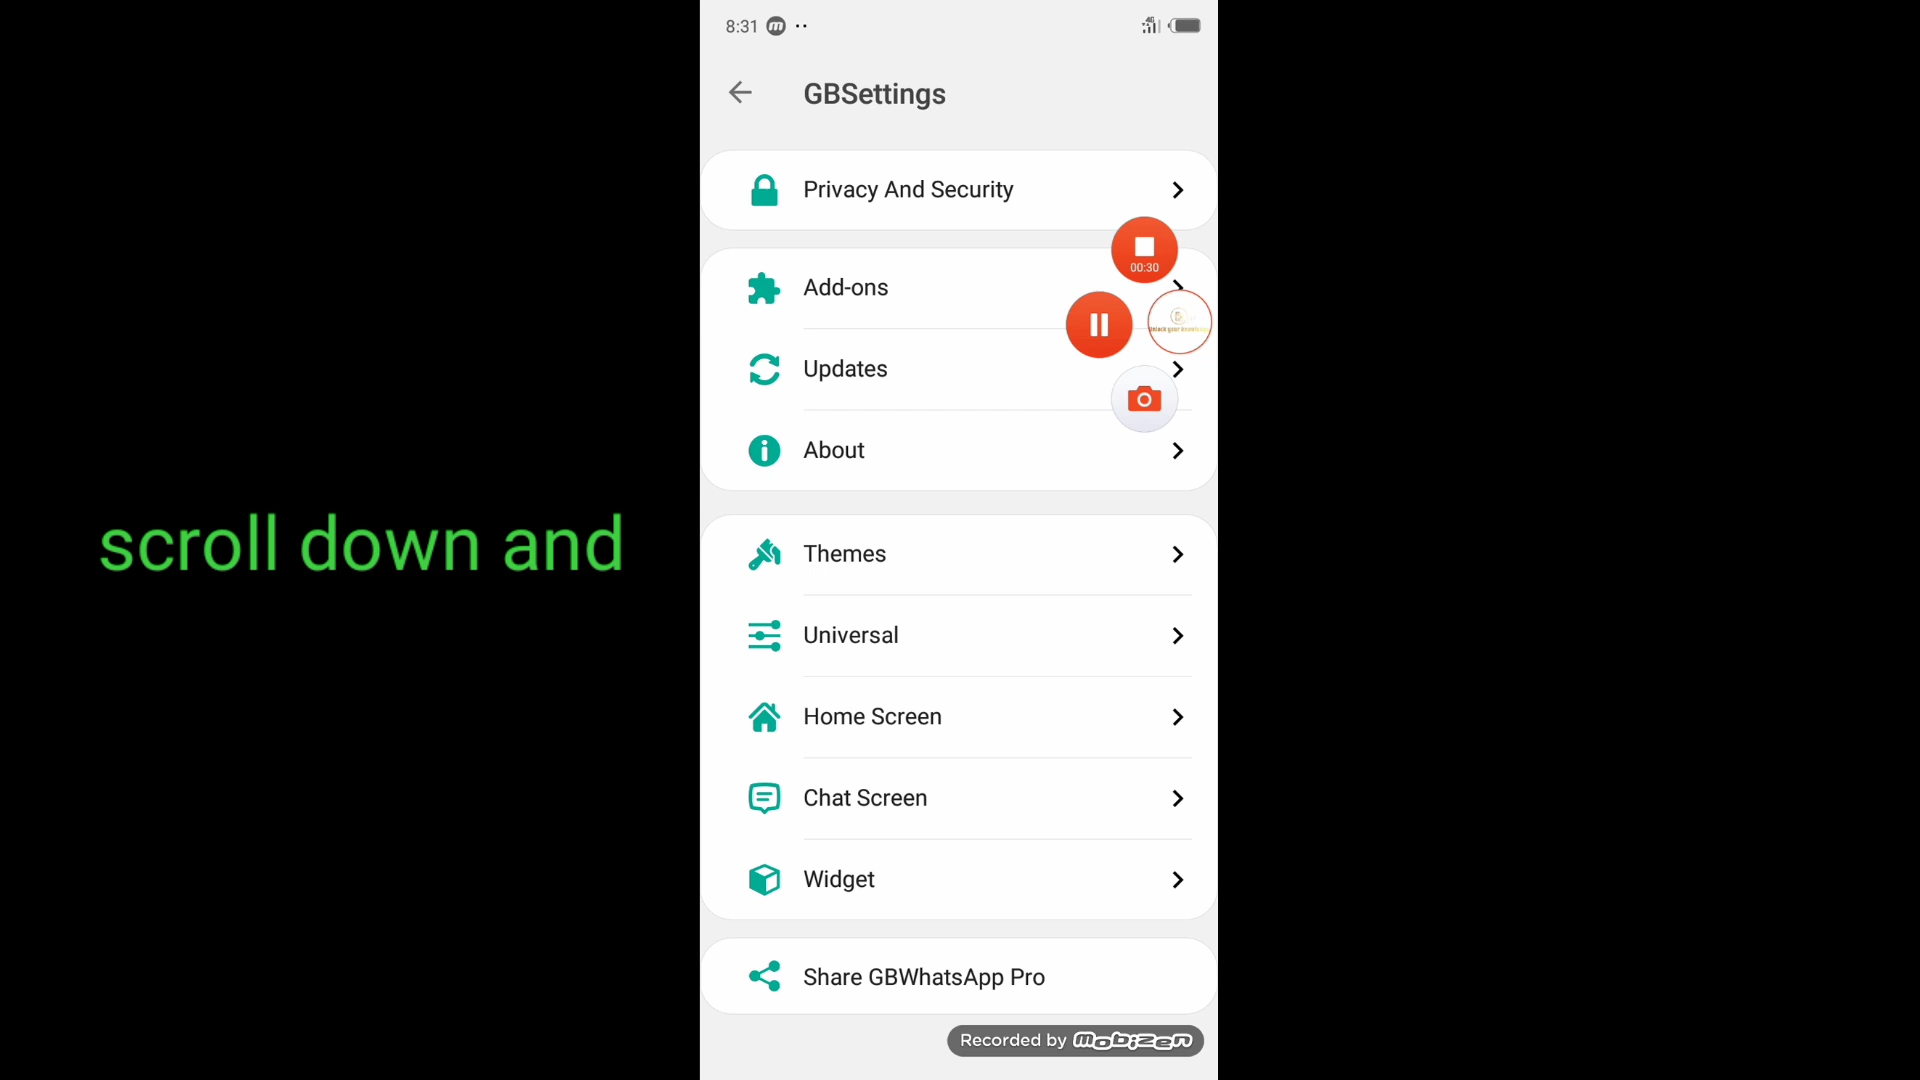 8:31
4G
GBSettings
Privacy And Security
00:30
Add-ons
Updates
About
scroll down and
Themes
Universal
Home Screen
Chat Screen
Widget
Share GBWhatsApp Pro
Recorded by mobizen